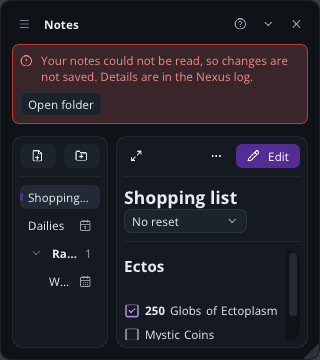 Notes
Your notes could not be read, so changes are
not saved. Details are in the Nexus log.
Open folder
Edit
Shopping...
Dailies
Ra... 1
W...
Shopping list
No reset
Ectos
250 Globs of Ectoplasm
Mystic Coins